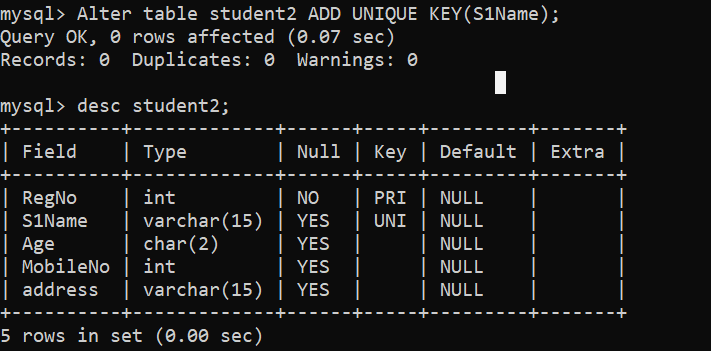 mysql> Alter table student2 ADD UNIQUE KEY(S1Name);
Query OK, 0 rows affected (0.07 sec)
Records: 0  Duplicates: 0  Warnings: 0

mysql> desc student2;
+----------+-------------+------+-----+---------+-------+
| Field    | Type        | Null | Key | Default | Extra |
+----------+-------------+------+-----+---------+-------+
| RegNo    | int         | NO   | PRI | NULL    |       |
| S1Name   | varchar(15) | YES  | UNI | NULL    |       |
| Age      | char(2)     | YES  |     | NULL    |       |
| MobileNo | int         | YES  |     | NULL    |       |
| address  | varchar(15) | YES  |     | NULL    |       |
+----------+-------------+------+-----+---------+-------+
5 rows in set (0.00 sec)